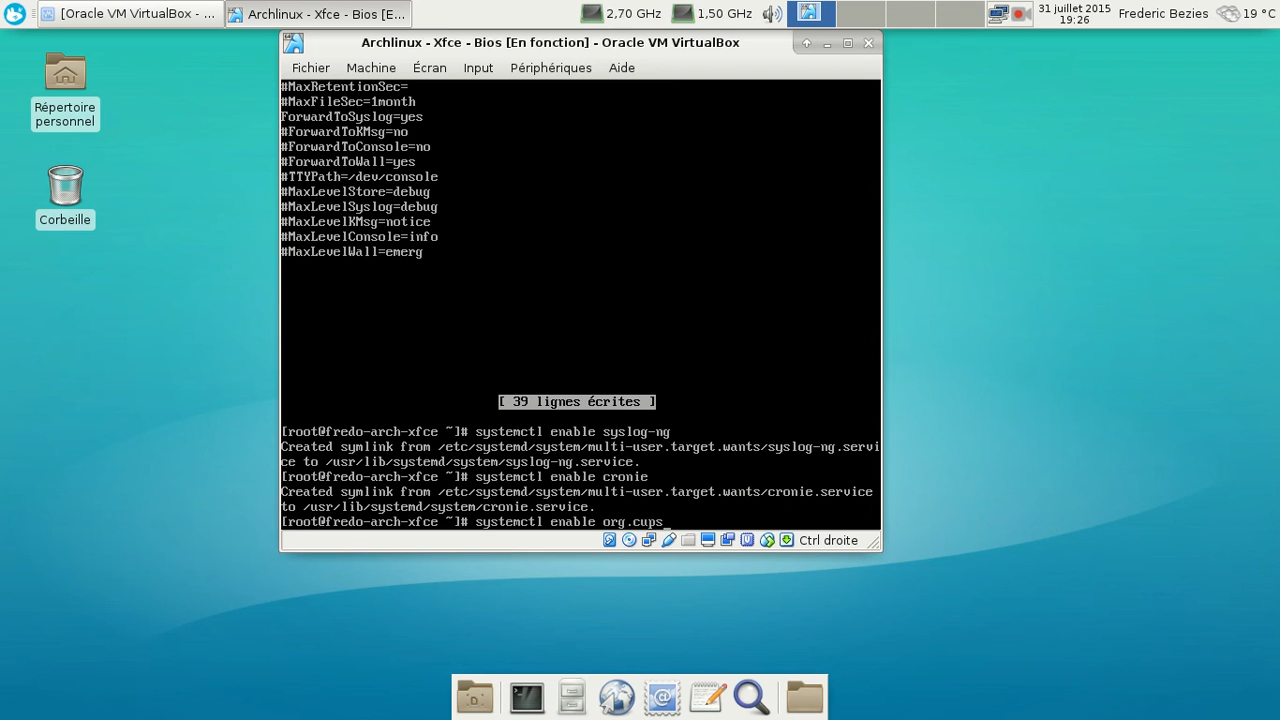 [Oracle VM VirtualBox - ...
Archlinux - Xfce - Bios [E...
2,70 GHz
1,50 GHz
31 juillet 2015
19:26
Frederic Bezies
19 °C
Répertoire
personnel
Corbeille
Archlinux - Xfce - Bios [En fonction] - Oracle VM VirtualBox
Fichier Machine Écran Input Périphériques Aide
#MaxRetentionSec=
#MaxFileSec=1month
ForwardToSyslog=yes
#ForwardToKMsg=no
#ForwardToConsole=no
#ForwardToWall=yes
#TTYPath=/dev/console
#MaxLevelStore=debug
#MaxLevelSyslog=debug
#MaxLevelKMsg=notice
#MaxLevelConsole=info
#MaxLevelWall=emerg
[ 39 lignes écrites ]
[root@fredo-arch-xfce ~]# systemctl enable syslog-ng
Created symlink from /etc/systemd/system/multi-user.target.wants/syslog-ng.servi
ce to /usr/lib/systemd/system/syslog-ng.service.
[root@fredo-arch-xfce ~]# systemctl enable cronie
Created symlink from /etc/systemd/system/multi-user.target.wants/cronie.service
to /usr/lib/systemd/system/cronie.service.
[root@fredo-arch-xfce ~]# systemctl enable org.cups_
Ctrl droite